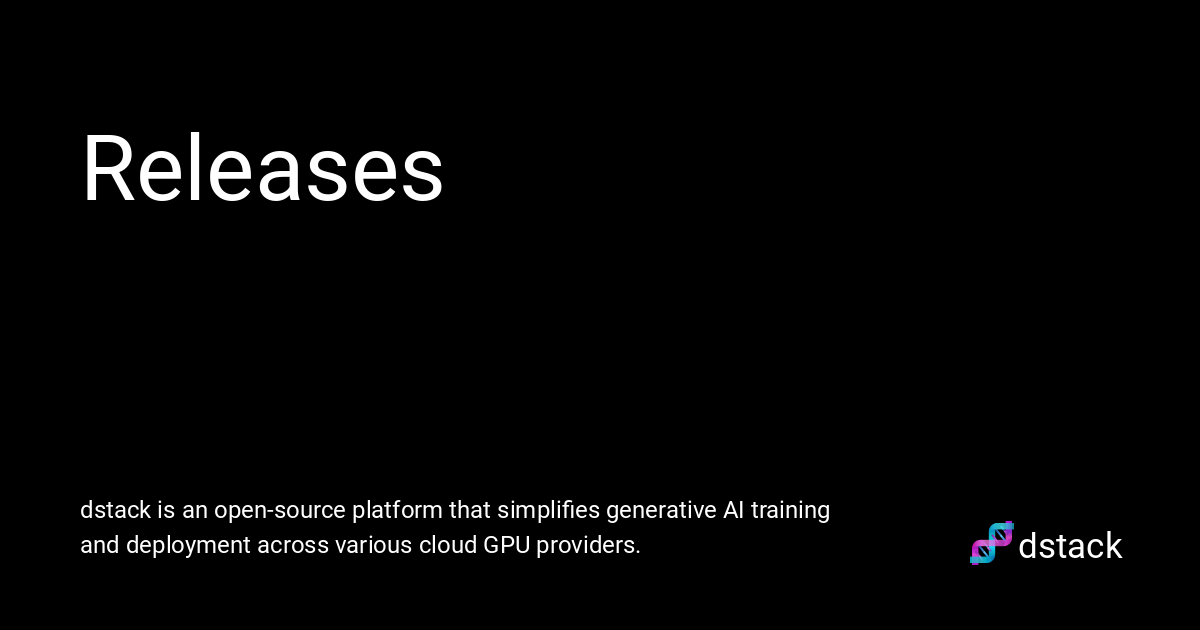 Releases
dstack is an open-source platform that simplifies generative AI training
and deployment across various cloud GPU providers.
dstack